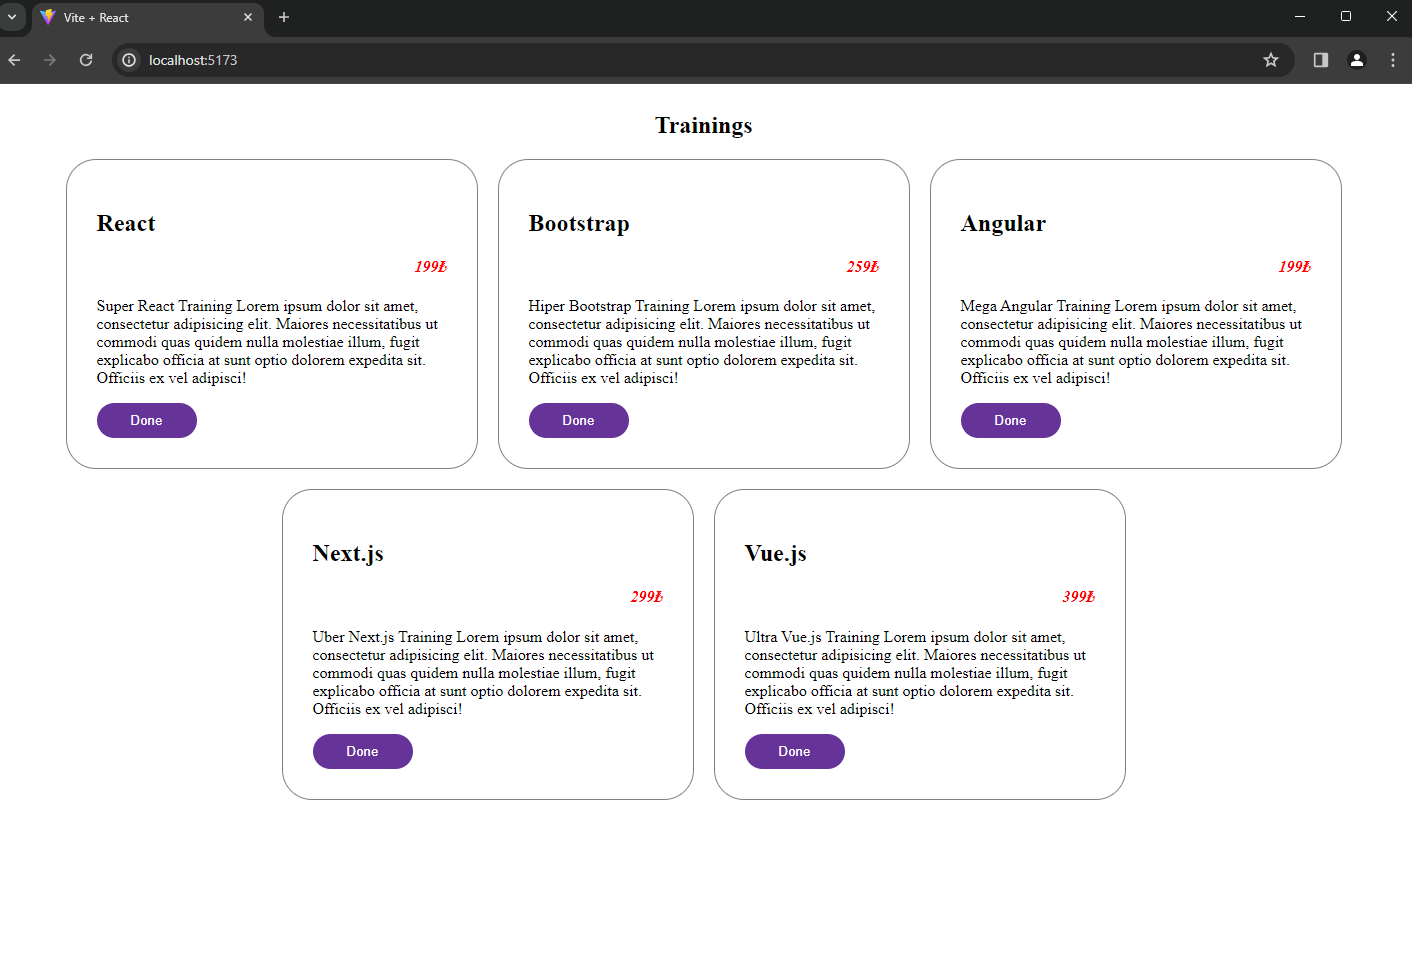 Vite + React
localhost:5173
Trainings
React
199₺
Super React Training Lorem ipsum dolor sit amet,
consectetur adipisicing elit. Maiores necessitatibus ut
commodi quas quidem nulla molestiae illum, fugit
explicabo officia at sunt optio dolorem expedita sit.
Officiis ex vel adipisci!
Done
Bootstrap
259₺
Hiper Bootstrap Training Lorem ipsum dolor sit amet,
consectetur adipisicing elit. Maiores necessitatibus ut
commodi quas quidem nulla molestiae illum, fugit
explicabo officia at sunt optio dolorem expedita sit.
Officiis ex vel adipisci!
Done
Angular
199₺
Mega Angular Training Lorem ipsum dolor sit amet,
consectetur adipisicing elit. Maiores necessitatibus ut
commodi quas quidem nulla molestiae illum, fugit
explicabo officia at sunt optio dolorem expedita sit.
Officiis ex vel adipisci!
Done
Next.js
299₺
Uber Next.js Training Lorem ipsum dolor sit amet,
consectetur adipisicing elit. Maiores necessitatibus ut
commodi quas quidem nulla molestiae illum, fugit
explicabo officia at sunt optio dolorem expedita sit.
Officiis ex vel adipisci!
Done
Vue.js
399₺
Ultra Vue.js Training Lorem ipsum dolor sit amet,
consectetur adipisicing elit. Maiores necessitatibus ut
commodi quas quidem nulla molestiae illum, fugit
explicabo officia at sunt optio dolorem expedita sit.
Officiis ex vel adipisci!
Done